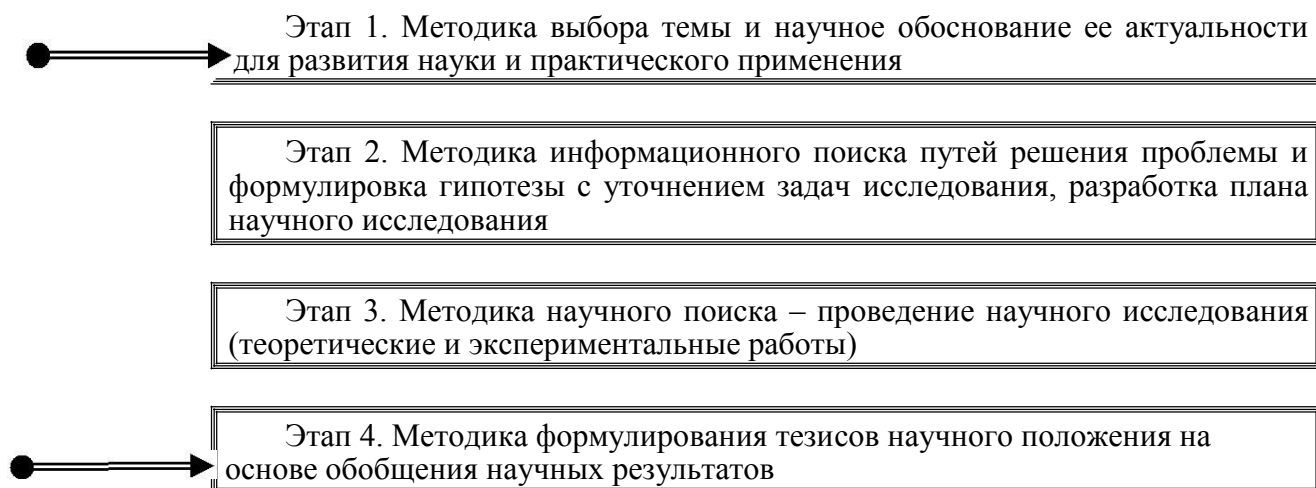 Этап 1. Методика выбора темы и научное обоснование ее актуальности
для развития науки и практического применения
Этап 2. Методика информационного поиска путей решения проблемы и
формулировка гипотезы с уточнением задач исследования, разработка плана
научного исследования
Этап 3. Методика научного поиска – проведение научного исследования
(теоретические и экспериментальные работы)
Этап 4. Методика формулирования тезисов научного положения на
основе обобщения научных результатов